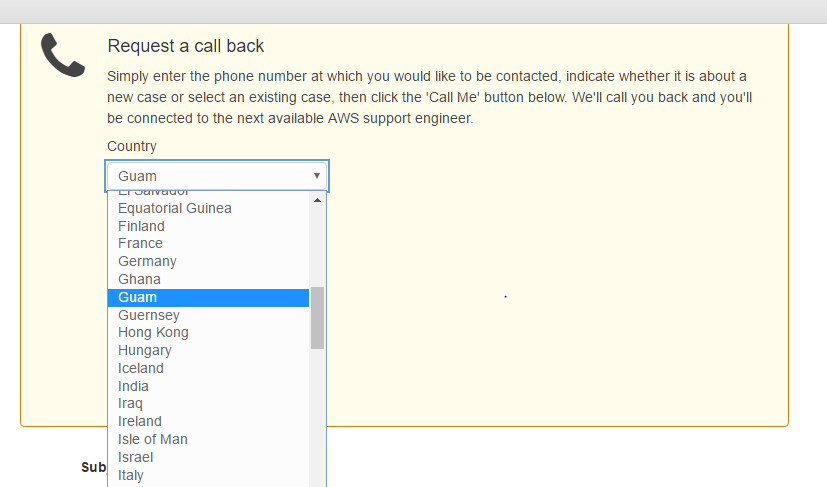 Request a call back
Simply enter the phone number at which you would like to be contacted, indicate whether it is about a
new case or select an existing case, then click the 'Call Me' button below. We'll call you back and you'll
be connected to the next available AWS support engineer.
Country
Guam
El Salvador
Equatorial Guinea
Finland
France
Germany
Ghana
Guam
Guernsey
Hong Kong
Hungary
Iceland
India
Iraq
Ireland
Isle of Man
Israel
Sub
Italy